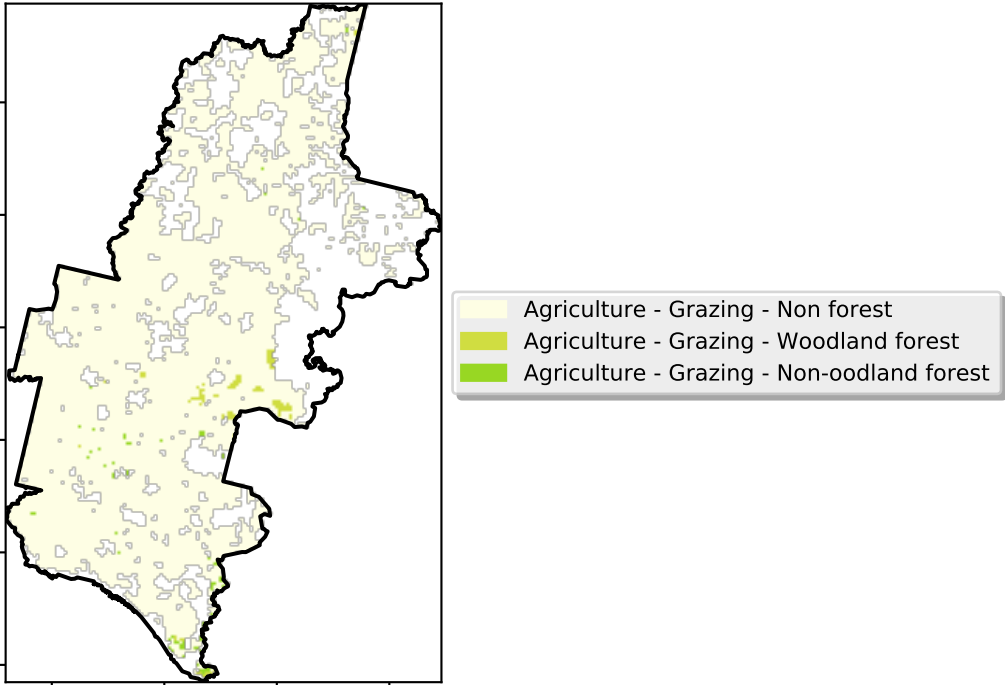 Agriculture - Grazing - Non forest
Agriculture - Grazing - Woodland forest
Agriculture - Grazing - Non-oodland forest